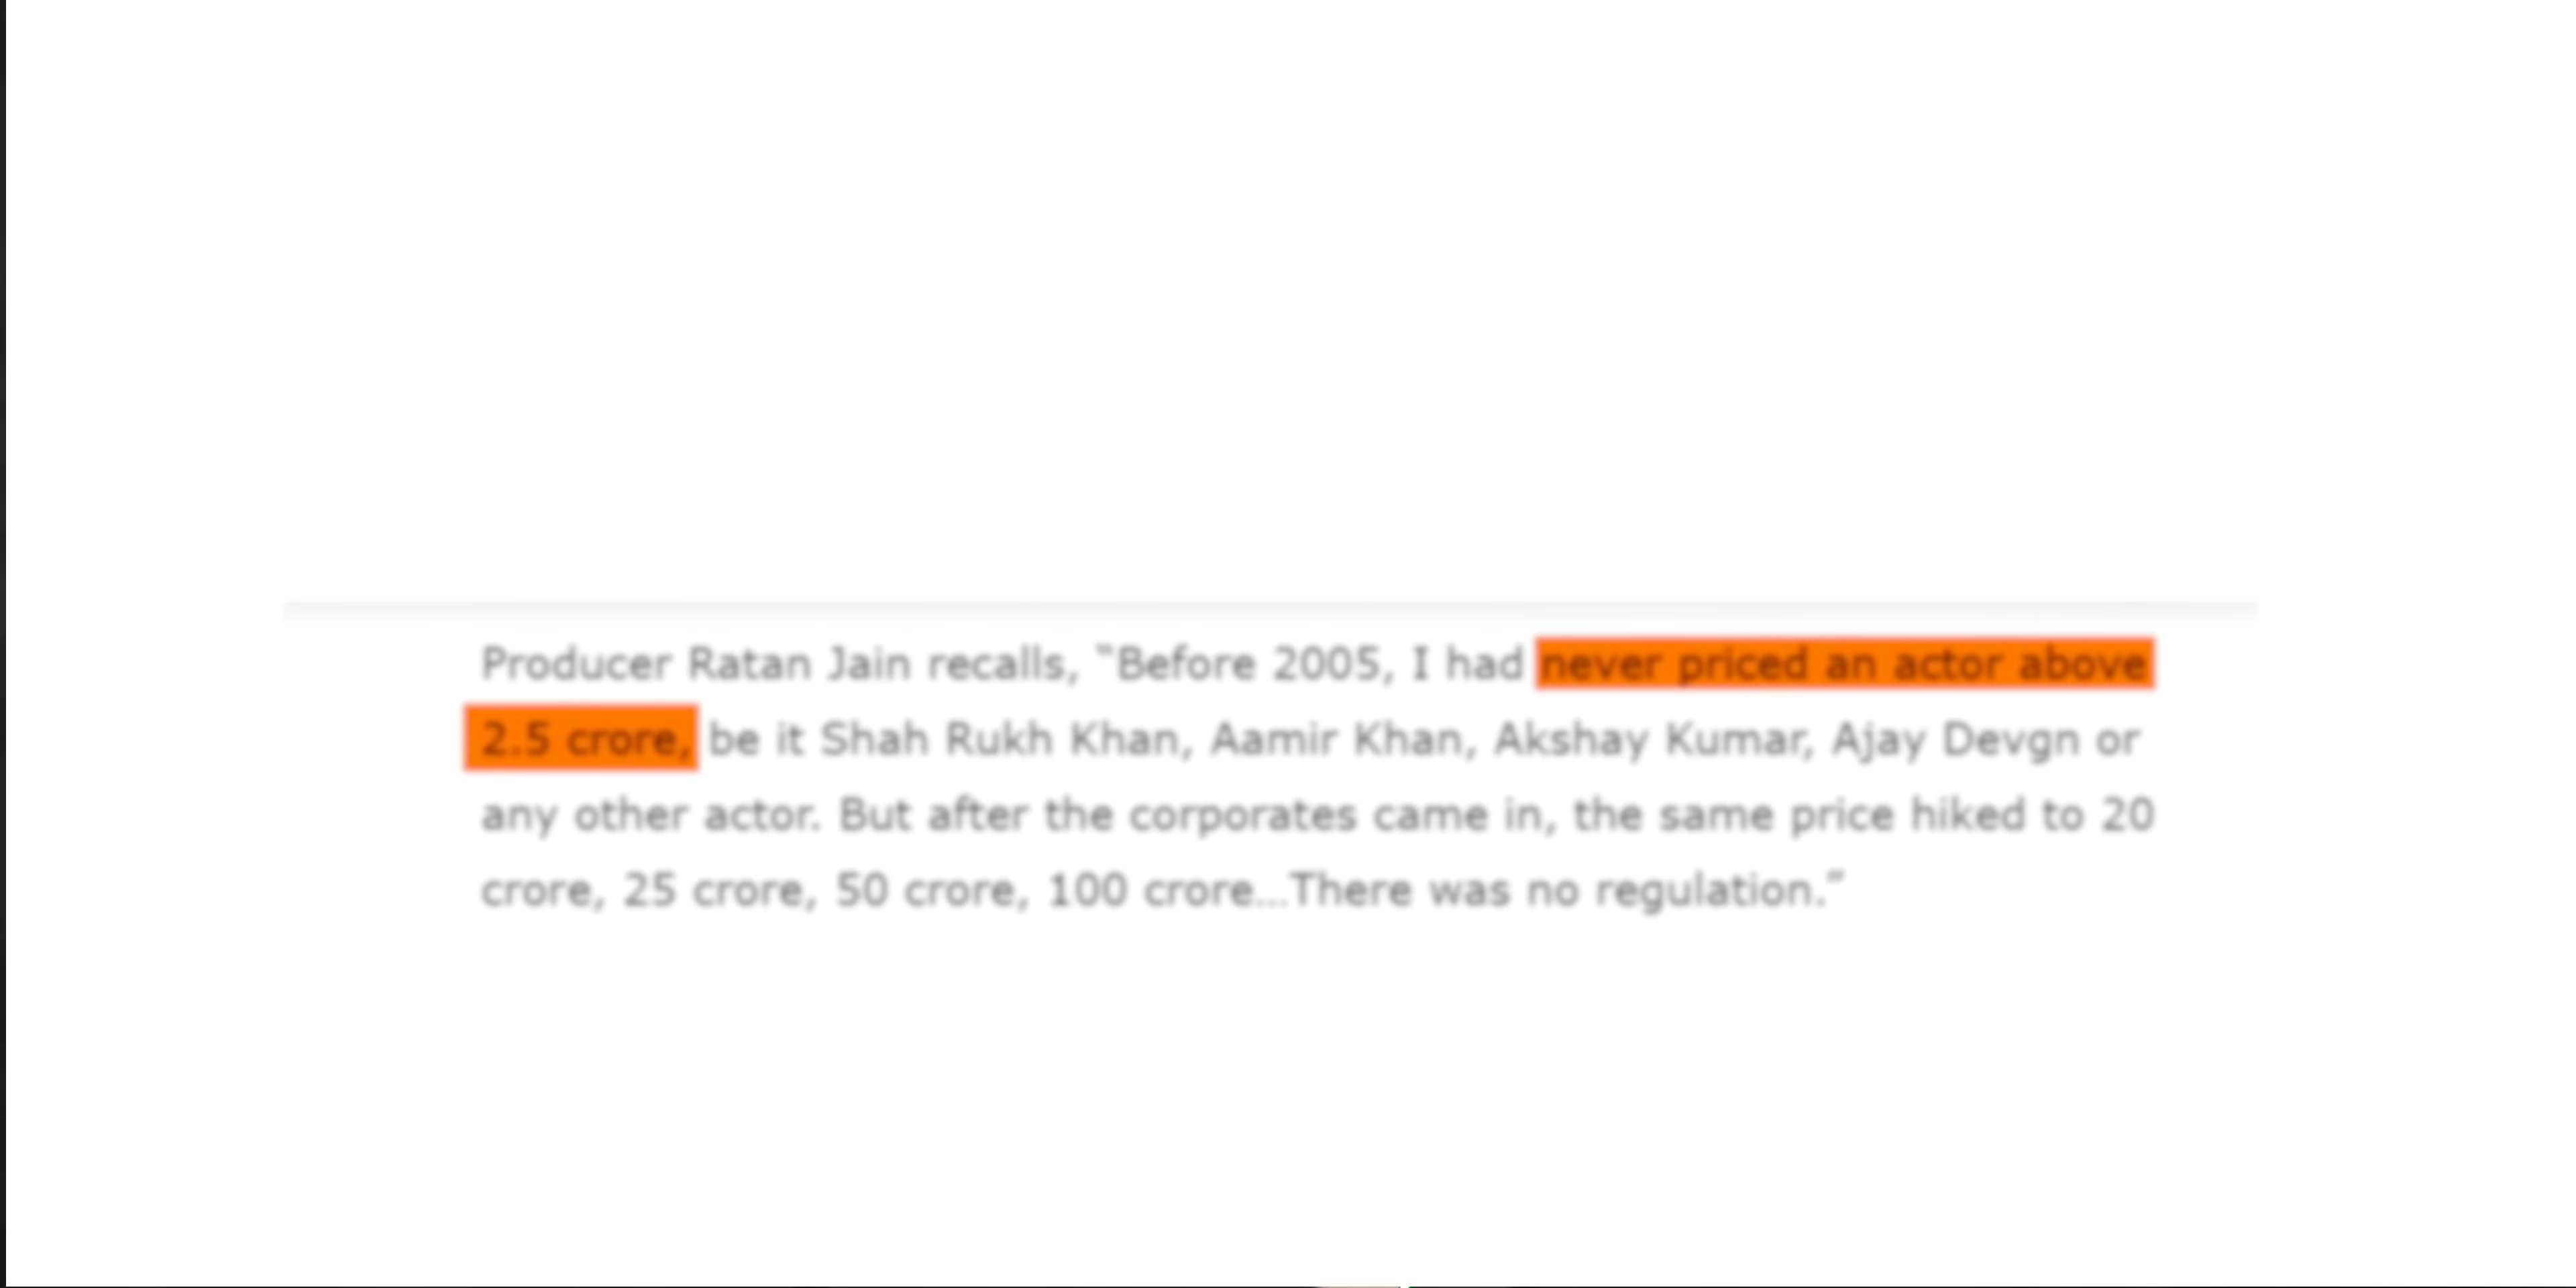 Producer Ratan Jain recalls, “Before 2005, I had never priced an actor above
2.5 crore, be it Shah Rukh Khan, Aamir Khan, Akshay Kumar, Ajay Devgn or
any other actor. But after the corporates came in, the same price hiked to 20
crore, 25 crore, 50 crore, 100 crore...There was no regulation.”